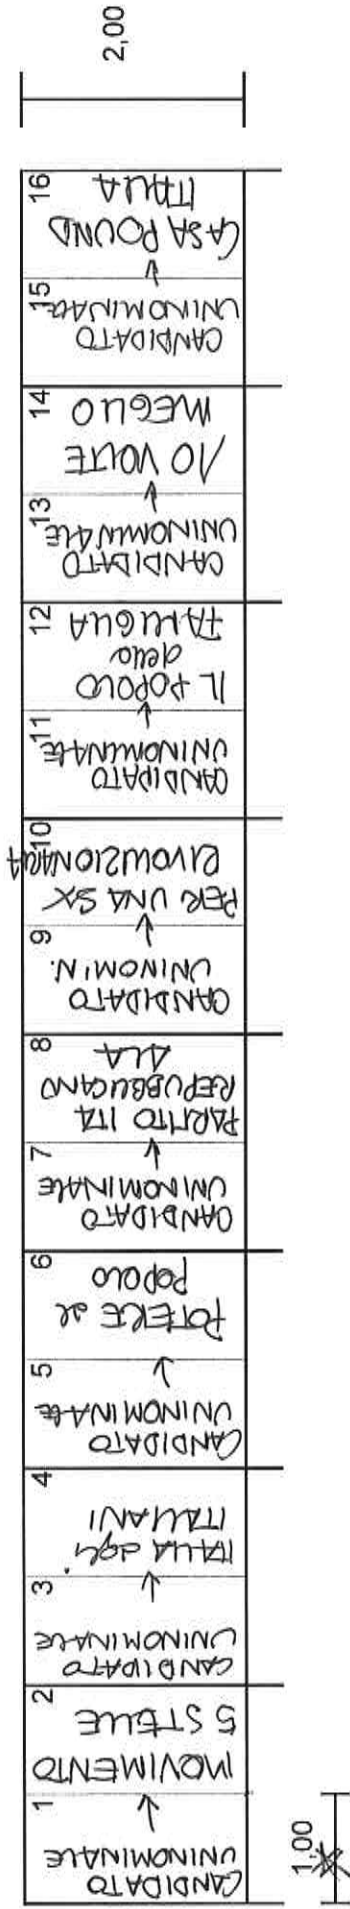 2,00
1
CANDIDATO
UNINOMINALE
2
MOVIMENTO
5 STELLE
3
CANDIDATO
UNINOMINALE
4
ITALIA agli
ITALIANI
5
CANDIDATO
UNINOMINALE
6
POTERE al
POPOLO
7
CANDIDATO
UNINOMINALE
8
PARTITO ITA
REPUBBLICANO
ALA
9
CANDIDATO
UNINOMIN.
10
PER UNA SX
RIVOLUZIONARIA
11
CANDIDATO
UNINOMINALE
12
IL POPOLO
della
FAMIGLIA
13
CANDIDATO
UNINOMINALE
14
10 VOLTE
MEGLIO
15
CANDIDATO
UNINOMINALE
16
CASA POUND
ITALIA
1,00